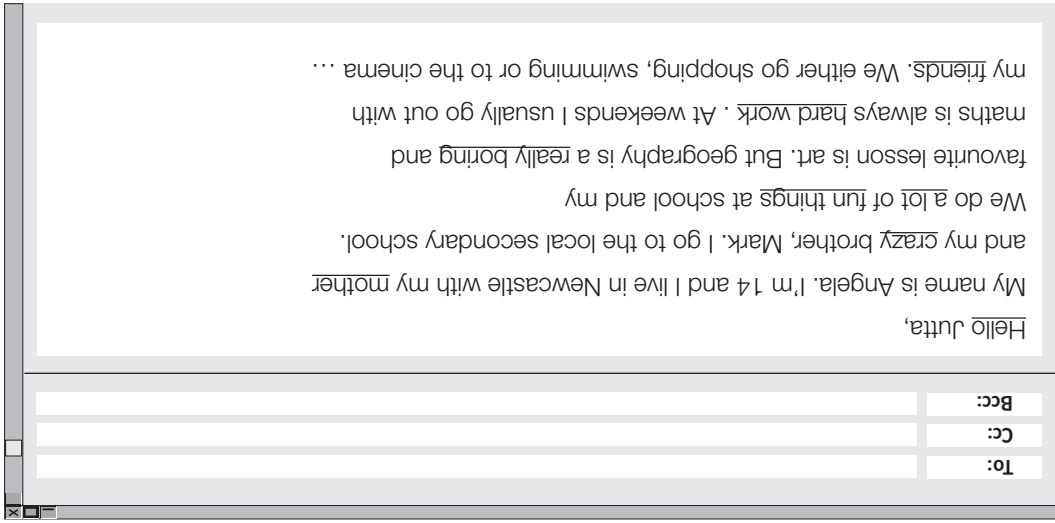 To:
Cc:
Bcc:
Hello Jutta,
My name is Angela. I'm 14 and I live in Newcastle with my mother
and my crazy brother, Mark. I go to the local secondary school.
We do a lot of fun things at school and my
favourite lesson is art. But geography is a really boring and
maths is always hard work . At weekends I usually go out with
my friends. We either go shopping, swimming or to the cinema …